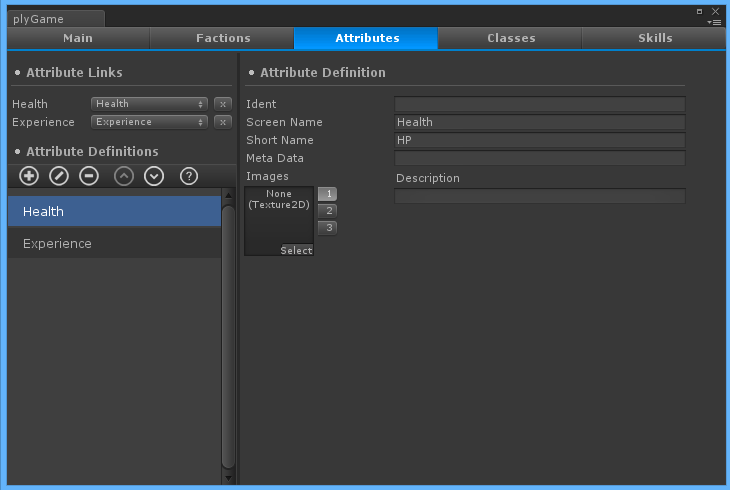 plyGame
Main Factions Attributes Classes Skills
Attribute Links
Health Health x
Experience Experience x
Attribute Definitions
?
Health
Experience
Attribute Definition
Ident
Screen Name Health
Short Name HP
Meta Data
Images Description
None
(Texture2D)
Select
1
2
3